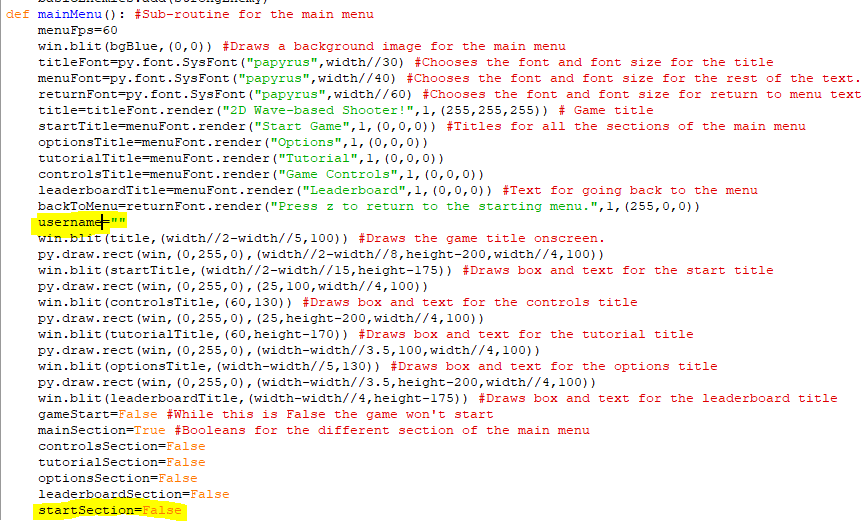 basicEnemies.add(strongEnemy)
def mainMenu(): #Sub-routine for the main menu
    menuFps=60
    win.blit(bgBlue,(0,0)) #Draws a background image for the main menu
    titleFont=py.font.SysFont("papyrus",width//30) #Chooses the font and font size for the title
    menuFont=py.font.SysFont("papyrus",width//40) #Chooses the font and font size for the rest of the text.
    returnFont=py.font.SysFont("papyrus",width//60) #Chooses the font and font size for return to menu text
    title=titleFont.render("2D Wave-based Shooter!",1,(255,255,255)) # Game title
    startTitle=menuFont.render("Start Game",1,(0,0,0)) #Titles for all the sections of the main menu
    optionsTitle=menuFont.render("Options",1,(0,0,0))
    tutorialTitle=menuFont.render("Tutorial",1,(0,0,0))
    controlsTitle=menuFont.render("Game Controls",1,(0,0,0))
    leaderboardTitle=menuFont.render("Leaderboard",1,(0,0,0)) #Text for going back to the menu
    backToMenu=returnFont.render("Press z to return to the starting menu.",1,(255,0,0))
    username=""
    win.blit(title,(width//2-width//5,100)) #Draws the game title onscreen.
    py.draw.rect(win,(0,255,0),(width//2-width//8,height-200,width//4,100))
    win.blit(startTitle,(width//2-width//15,height-175)) #Draws box and text for the start title
    py.draw.rect(win,(0,255,0),(25,100,width//4,100))
    win.blit(controlsTitle,(60,130)) #Draws box and text for the controls title
    py.draw.rect(win,(0,255,0),(25,height-200,width//4,100))
    win.blit(tutorialTitle,(60,height-170)) #Draws box and text for the tutorial title
    py.draw.rect(win,(0,255,0),(width-width//3.5,100,width//4,100))
    win.blit(optionsTitle,(width-width//5,130)) #Draws box and text for the options title
    py.draw.rect(win,(0,255,0),(width-width//3.5,height-200,width//4,100))
    win.blit(leaderboardTitle,(width-width//4,height-175)) #Draws box and text for the leaderboard title
    gameStart=False #While this is False the game won't start
    mainSection=True #Booleans for the different section of the main menu
    controlsSection=False
    tutorialSection=False
    optionsSection=False
    leaderboardSection=False
    startSection=False